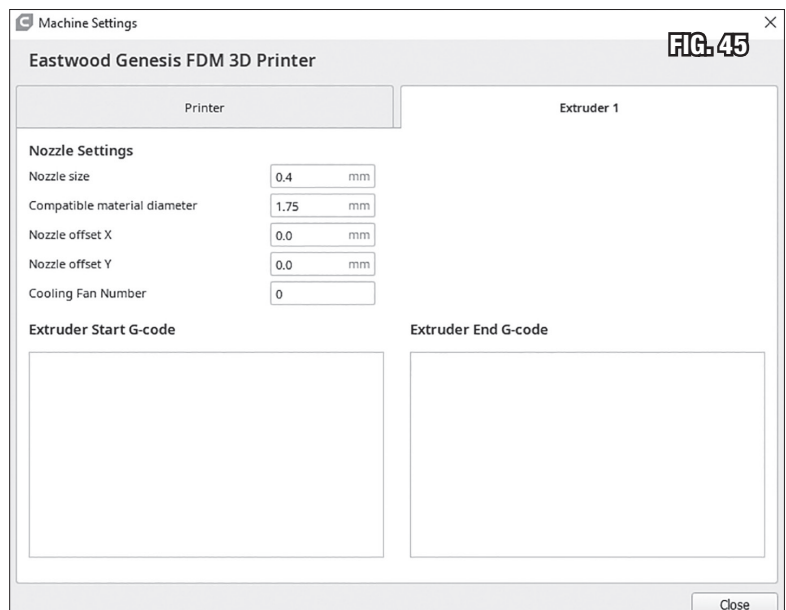 Machine Settings
FIG. 45
Eastwood Genesis FDM 3D Printer
Printer
Extruder 1
Nozzle Settings
Nozzle size 0.4 mm
Compatible material diameter 1.75 mm
Nozzle offset X 0.0 mm
Nozzle offset Y 0.0 mm
Cooling Fan Number 0
Extruder Start G-code
Extruder End G-code
Close